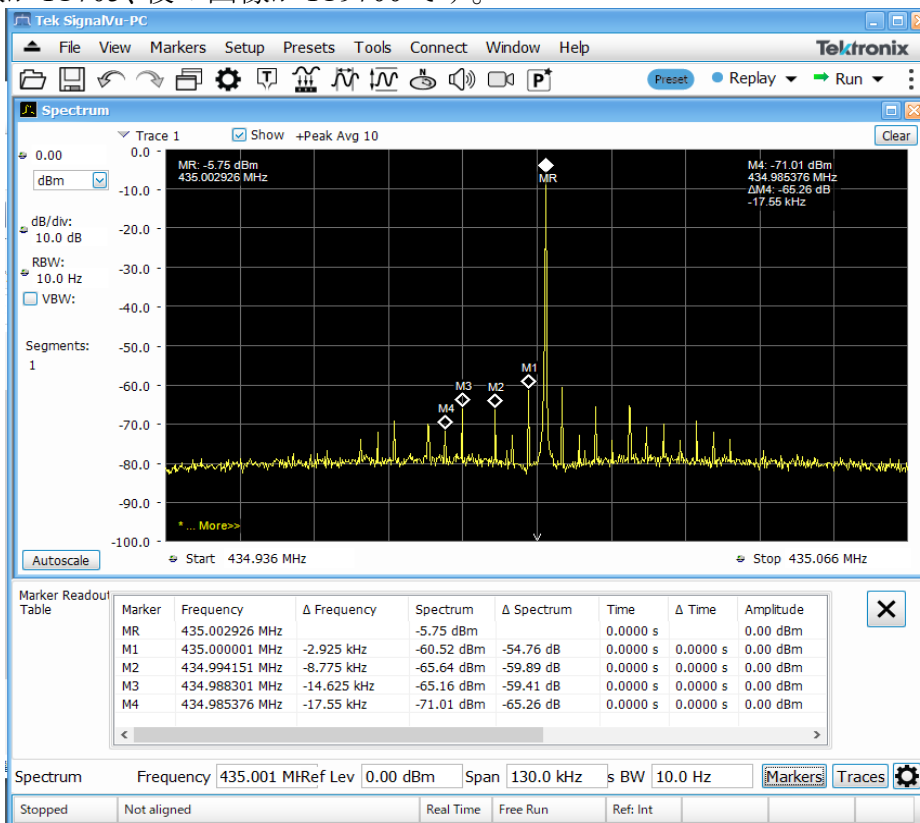 Tek SignalVu-PC
File View Markers Setup Presets Tools Connect Window Help
Tektronix
Preset Replay Run
Spectrum
Trace 1 Show +Peak Avg 10 Clear
0.00
dBm
dB/div:
10.0 dB
RBW:
10.0 Hz
VBW:
Segments:
1
Autoscale
0.0
-10.0
-20.0
-30.0
-40.0
-50.0
-60.0
-70.0
-80.0
-90.0
-100.0
MR: -5.75 dBm
435.002926 MHz
MR
M4: -71.01 dBm
434.985376 MHz
ΔM4: -65.26 dB
-17.55 kHz
M1
M3 M2
M4
* ... More>>
Start 434.936 MHz
Stop 435.066 MHz
Marker Readout
Table
Marker Frequency Δ Frequency Spectrum Δ Spectrum Time Δ Time Amplitude
MR 435.002926 MHz -5.75 dBm 0.0000 s 0.00 dBm
M1 435.000001 MHz -2.925 kHz -60.52 dBm -54.76 dB 0.0000 s 0.0000 s 0.00 dBm
M2 434.994151 MHz -8.775 kHz -65.64 dBm -59.89 dB 0.0000 s 0.0000 s 0.00 dBm
M3 434.988301 MHz -14.625 kHz -65.16 dBm -59.41 dB 0.0000 s 0.0000 s 0.00 dBm
M4 434.985376 MHz -17.55 kHz -71.01 dBm -65.26 dB 0.0000 s 0.0000 s 0.00 dBm
Spectrum Frequency 435.001 MHz Ref Lev 0.00 dBm Span 130.0 kHz s BW 10.0 Hz Markers Traces
Stopped Not aligned Real Time Free Run Ref: Int